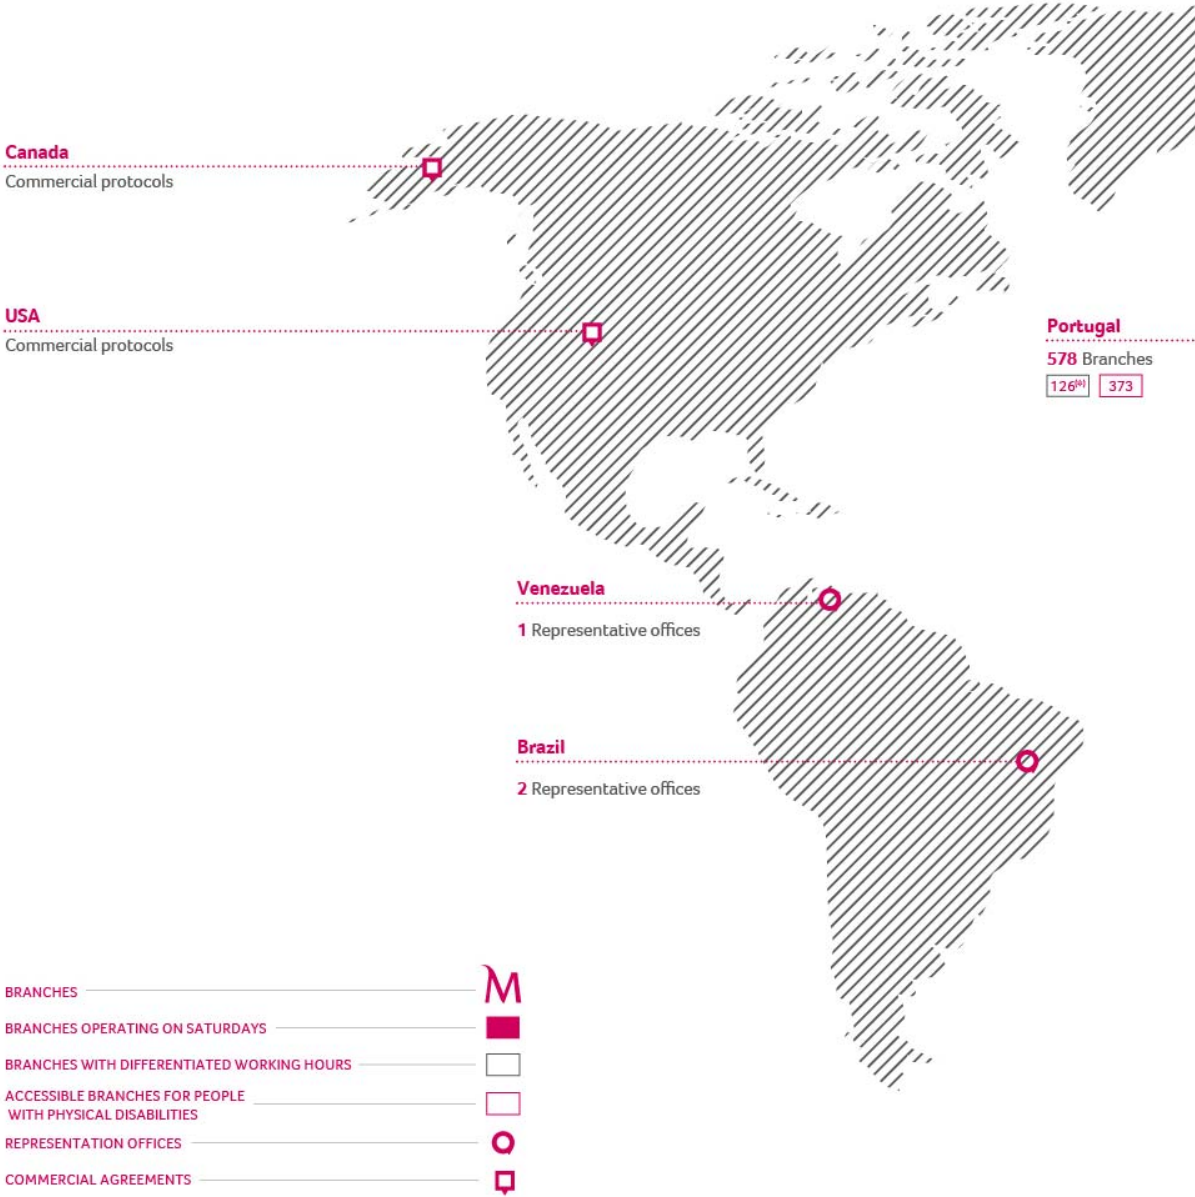 Canada
Commercial protocols
USA
Commercial protocols
Portugal
578 Branches
126(*) 373
Venezuela
1 Representative offices
Brazil
2 Representative offices
BRANCHES M
BRANCHES OPERATING ON SATURDAYS
BRANCHES WITH DIFFERENTIATED WORKING HOURS
ACCESSIBLE BRANCHES FOR PEOPLE
WITH PHYSICAL DISABILITIES
REPRESENTATION OFFICES
COMMERCIAL AGREEMENTS